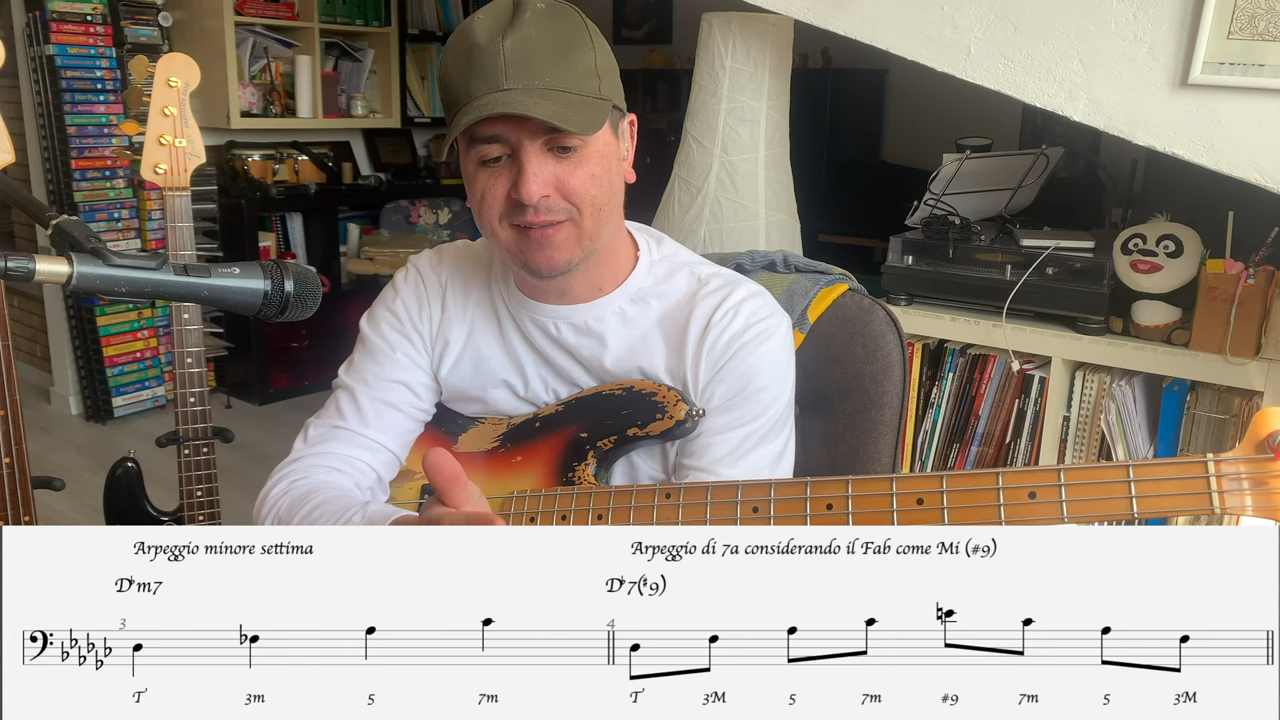 Arpeggio minore settima
Arpeggio di 7a considerando il Fab come Mi (#9)
D♭m7
D♭7(♯9)
3
4
T 3m 5 7m
T 3M 5 7m #9 7m 5 3M